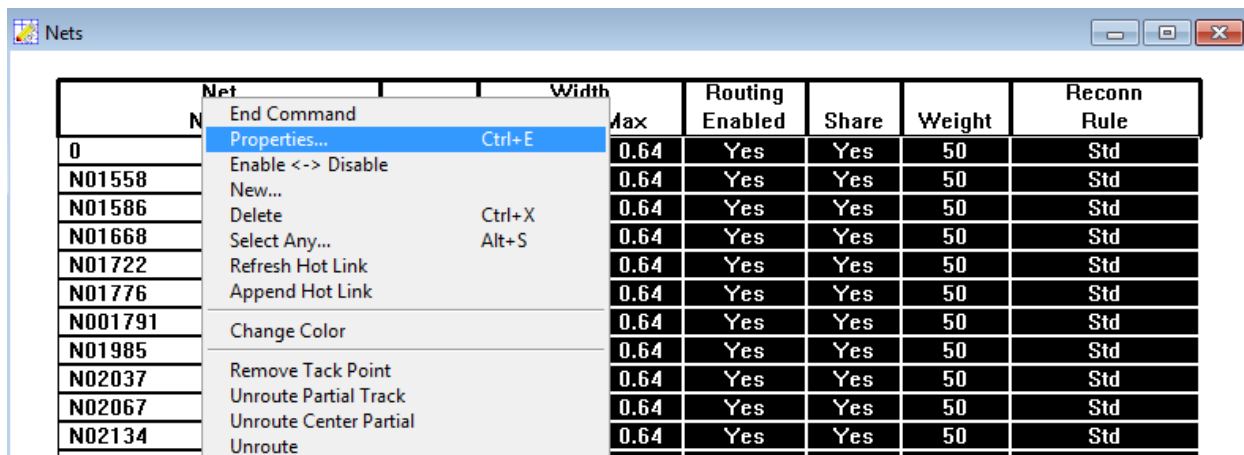 Nets
Net Width Routing Reconn
N Max Enabled Share Weight Rule
0 0.64 Yes Yes 50 Std
N01558 0.64 Yes Yes 50 Std
N01586 0.64 Yes Yes 50 Std
N01668 0.64 Yes Yes 50 Std
N01722 0.64 Yes Yes 50 Std
N01776 0.64 Yes Yes 50 Std
N001791 0.64 Yes Yes 50 Std
N01985 0.64 Yes Yes 50 Std
N02037 0.64 Yes Yes 50 Std
N02067 0.64 Yes Yes 50 Std
N02134 0.64 Yes Yes 50 Std
End Command
Properties... Ctrl+E
Enable <-> Disable
New...
Delete Ctrl+X
Select Any... Alt+S
Refresh Hot Link
Append Hot Link
Change Color
Remove Tack Point
Unroute Partial Track
Unroute Center Partial
Unroute